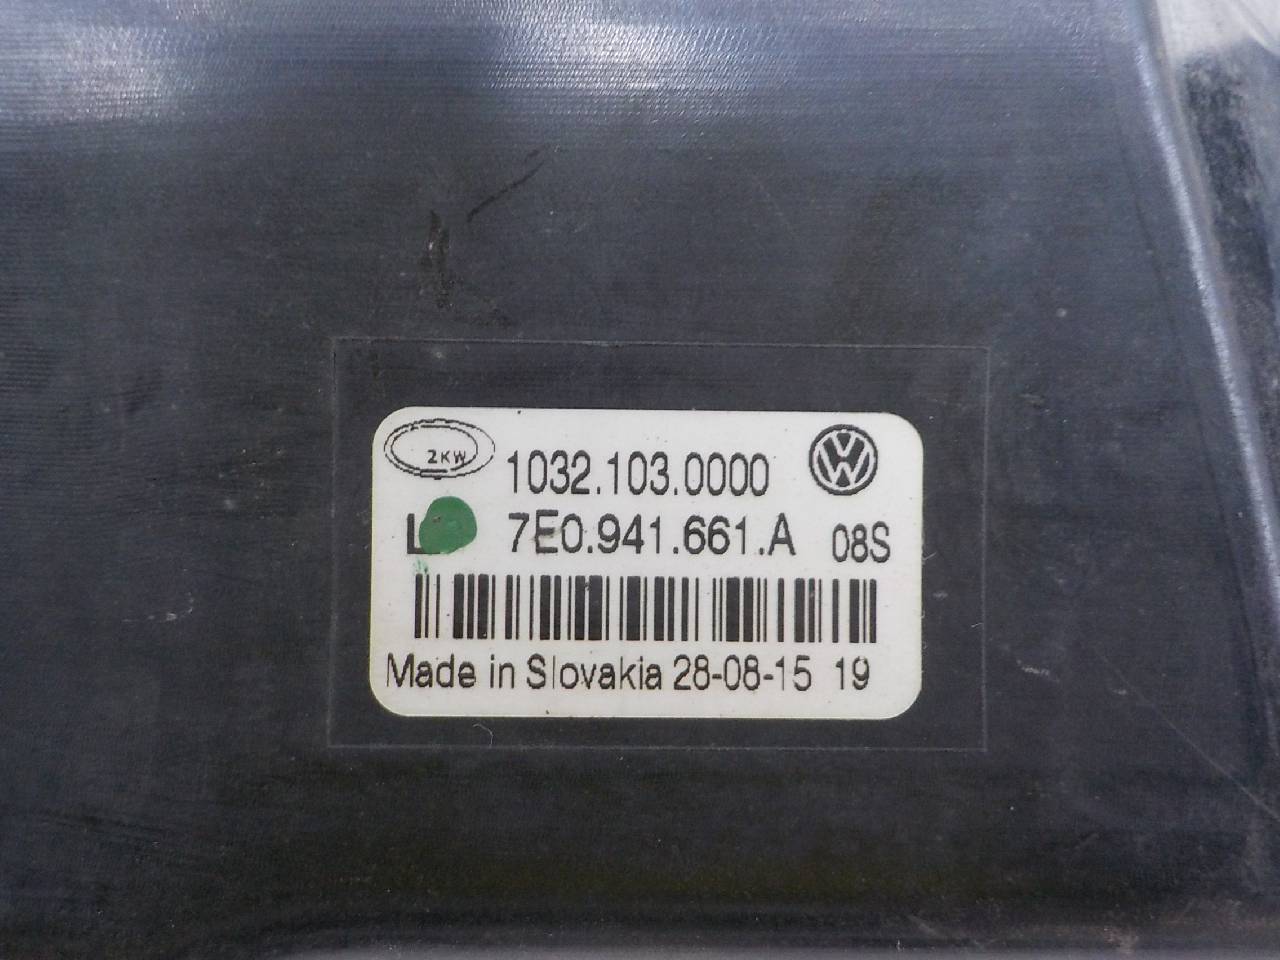 2KW 1032.103.0000
L 7E0.941.661.A 08S
Made in Slovakia 28-08-15 19